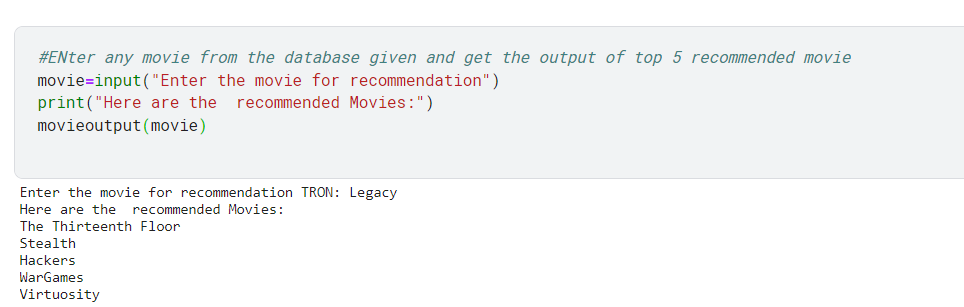 #ENter any movie from the database given and get the output of top 5 recommended movie
movie=input("Enter the movie for recommendation")
print("Here are the  recommended Movies:")
movieoutput(movie)
Enter the movie for recommendation TRON: Legacy
Here are the  recommended Movies:
The Thirteenth Floor
Stealth
Hackers
WarGames
Virtuosity